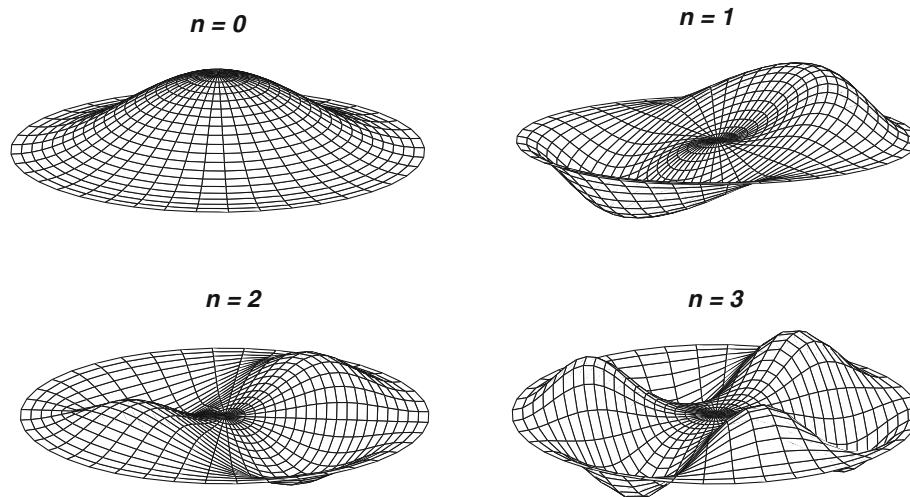 n = 0
n = 1
n = 2
n = 3